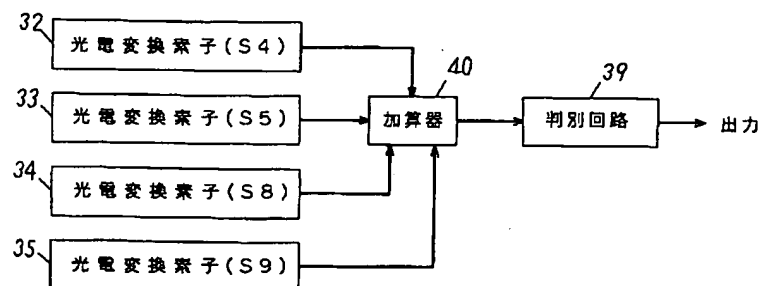 32
光電変換素子(S4)
33
光電変換素子(S5)
34
光電変換素子(S8)
35
光電変換素子(S9)
40
加算器
39
判別回路
出力